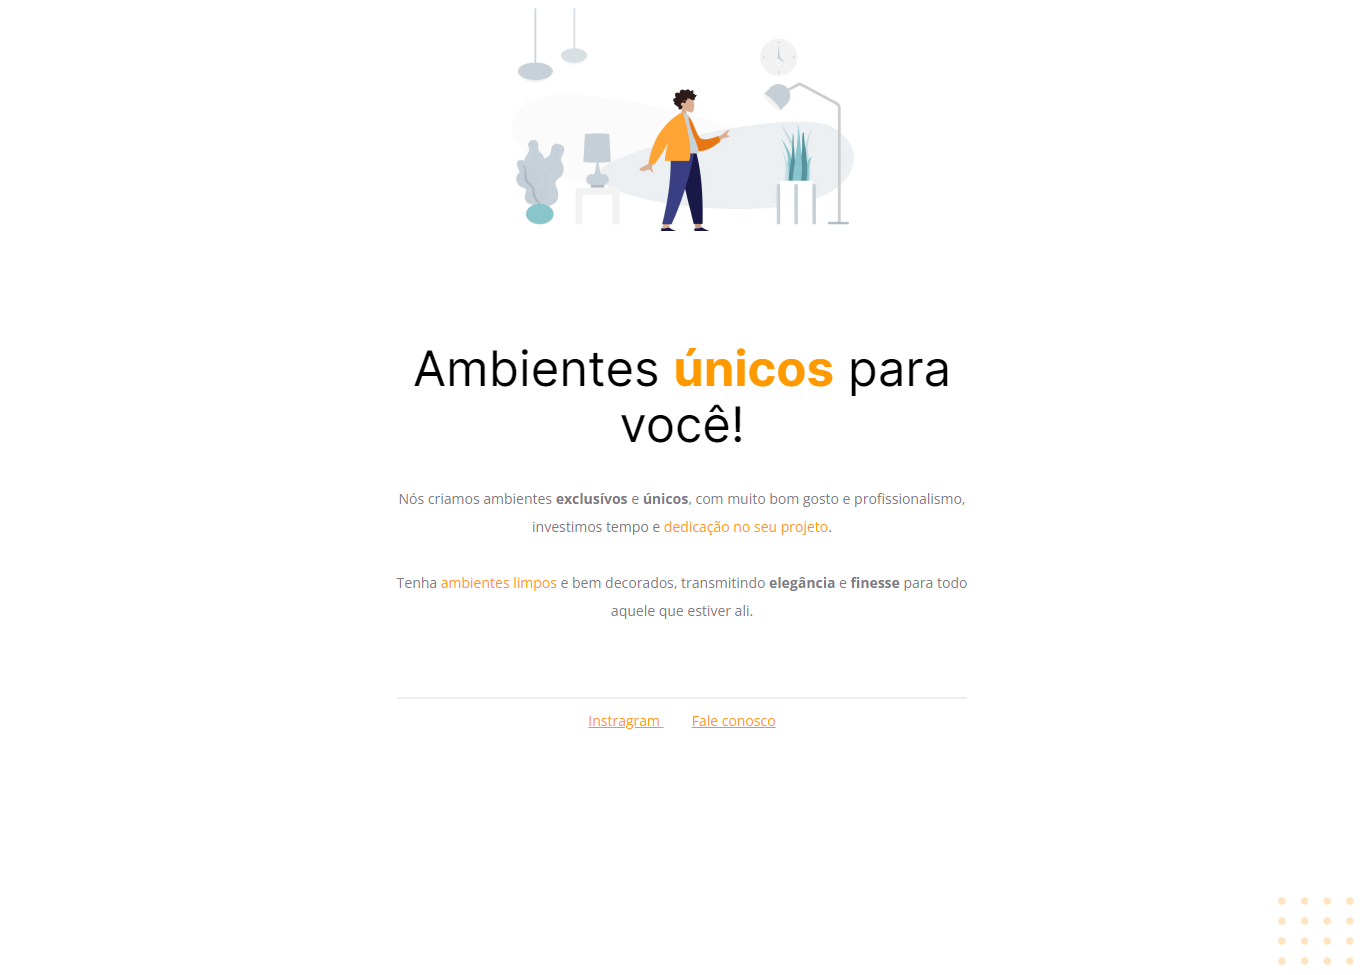 Ambientes únicos para
você!
Nós criamos ambientes exclusívos e únicos, com muito bom gosto e profissionalismo,
investimos tempo e dedicação no seu projeto.
Tenha ambientes limpos e bem decorados, transmitindo elegância e finesse para todo
aquele que estiver ali.
Instragram Fale conosco